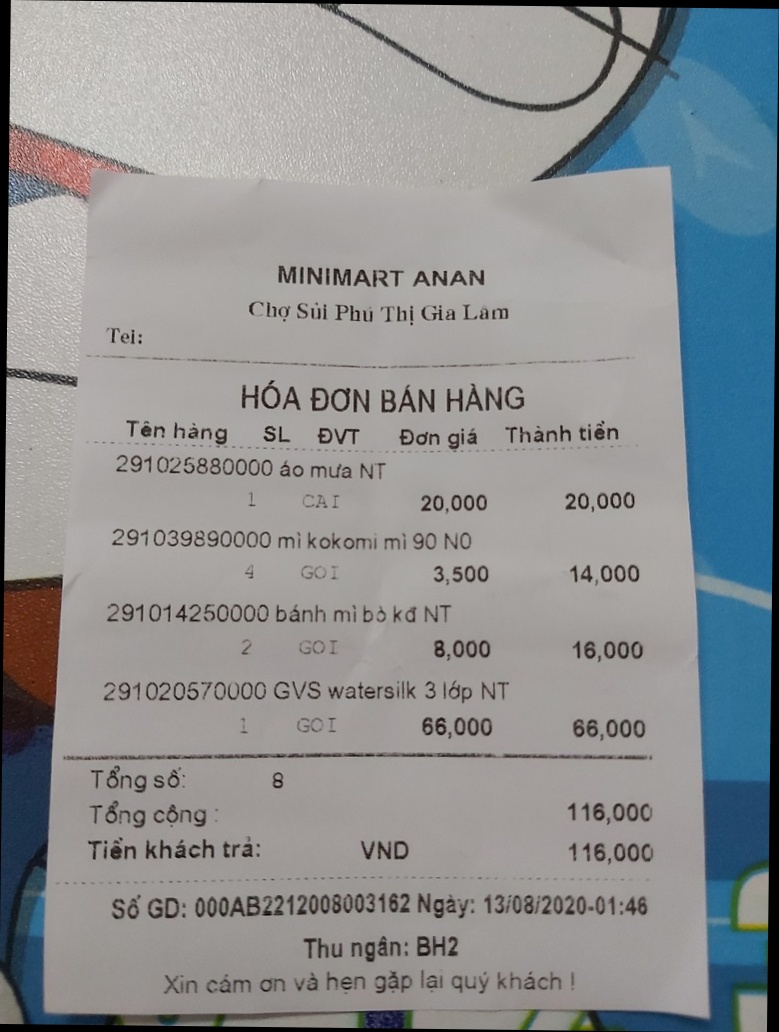 MINIMART ANAN
Chợ Sủi Phú Thị Gia Lâm
Tel:
HÓA ĐƠN BÁN HÀNG
Tên hàng SL ĐVT Đơn giá Thành tiền
291025880000 áo mưa NT
1 CAI 20,000 20,000
291039890000 mì kokomi mì 90 N0
4 GOI 3,500 14,000
291014250000 bánh mì bò kđ NT
2 GOI 8,000 16,000
291020570000 GVS watersilk 3 lớp NT
1 GOI 66,000 66,000
Tổng số: 8
Tổng cộng : 116,000
Tiền khách trả: VND 116,000
Số GD: 000AB2212008003162 Ngày: 13/08/2020-01:46
Thu ngân: BH2
Xin cám ơn và hẹn gặp lại quý khách !